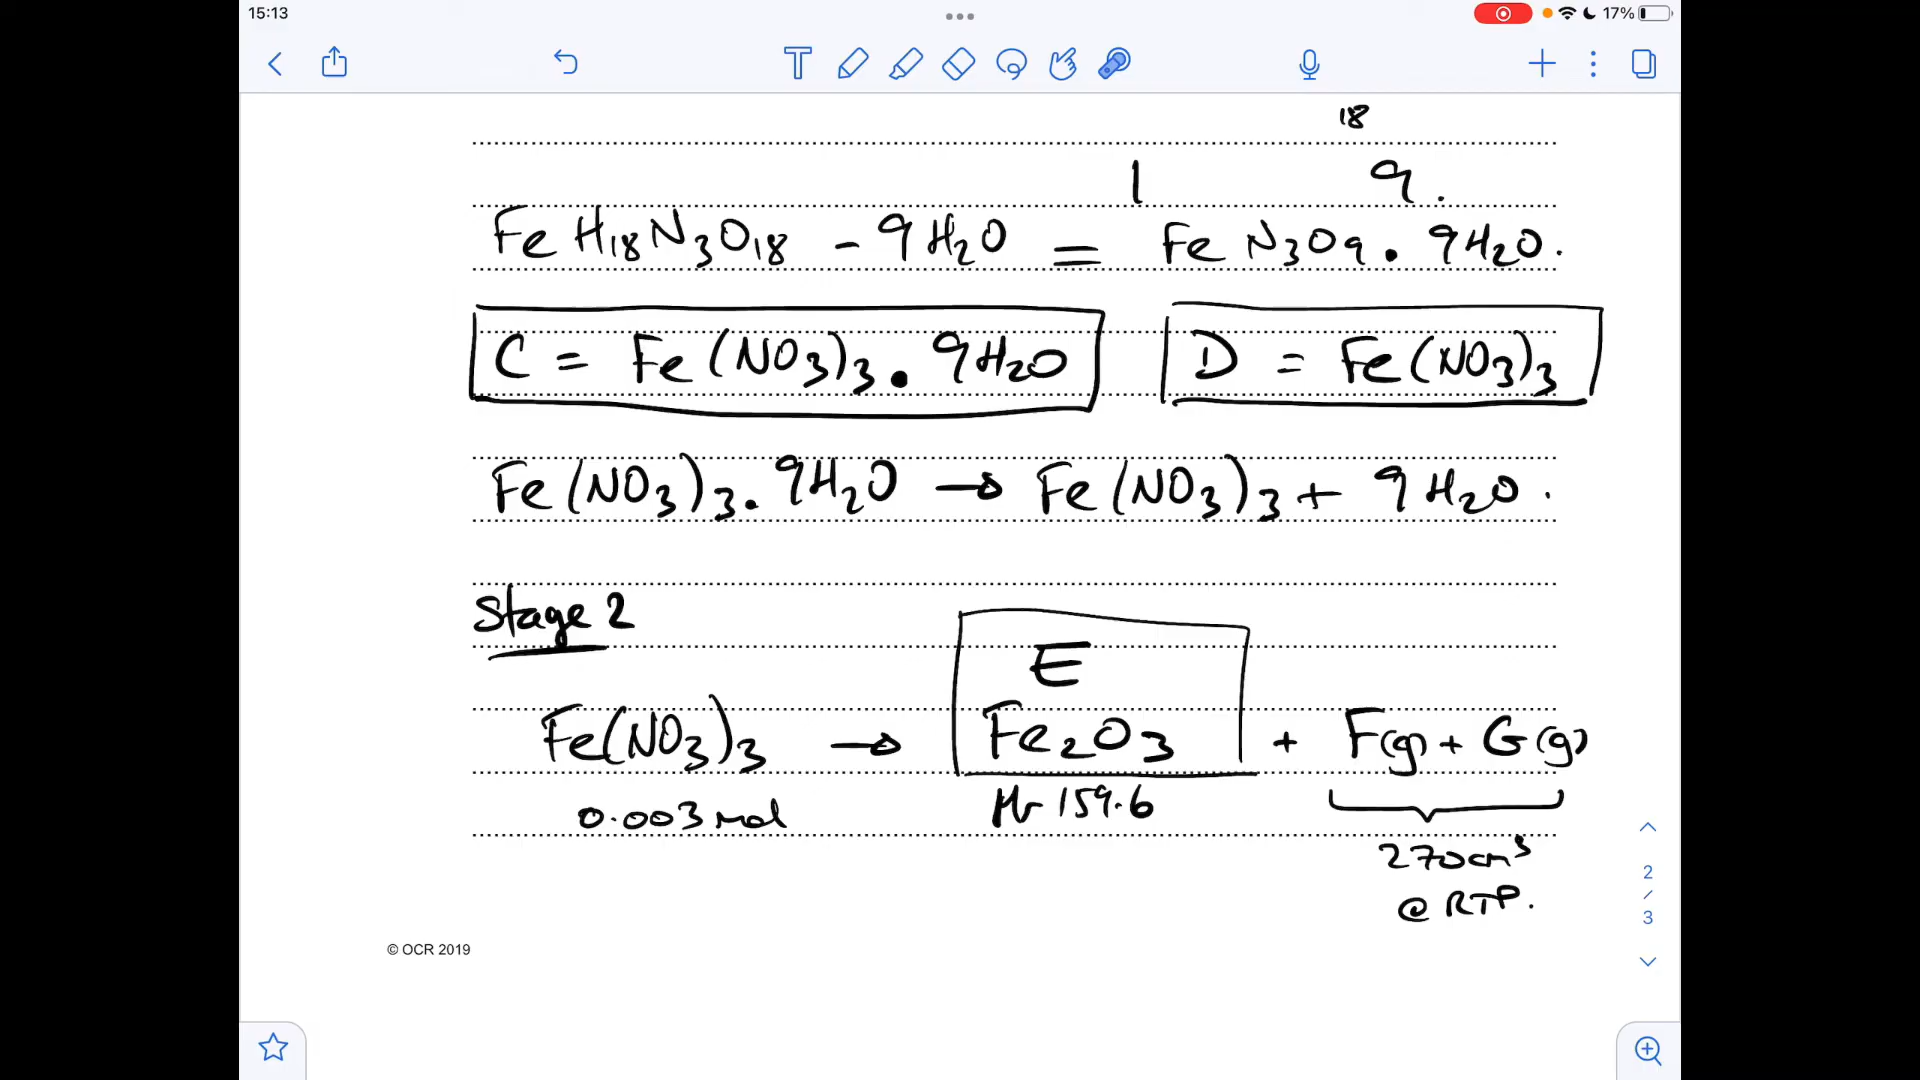 15:13
17%
18
1 9.
FeH₁₈N₃O₁₈ - 9H₂O = FeN₃O₉ • 9H₂O.
C = Fe(NO₃)₃ • 9H₂O D = Fe(NO₃)₃
Fe(NO₃)₃ • 9H₂O → Fe(NO₃)₃ + 9H₂O.
Stage 2
E
Fe(NO₃)₃ → Fe₂O₃ + F(g) + G(g)
0.003 mol Mr 159.6
270cm³
@ RTP.
2
/
3
© OCR 2019